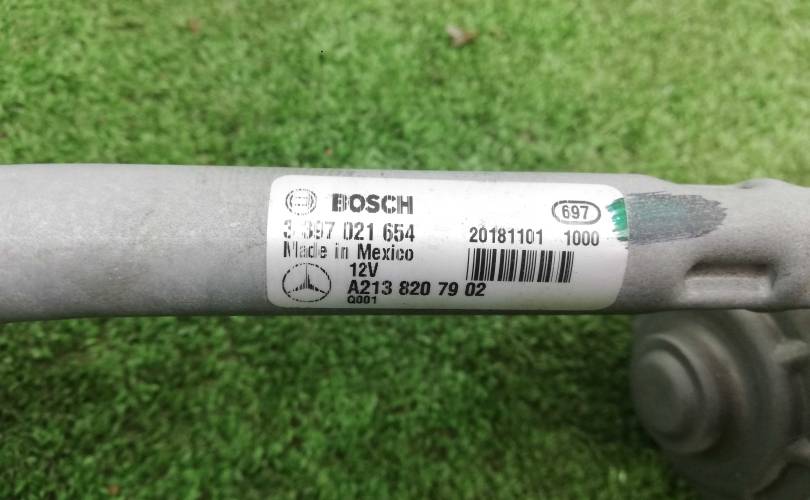 BOSCH
697
3 397 021 654
20181101 1000
Made in Mexico
12V
A213 820 79 02
Q001